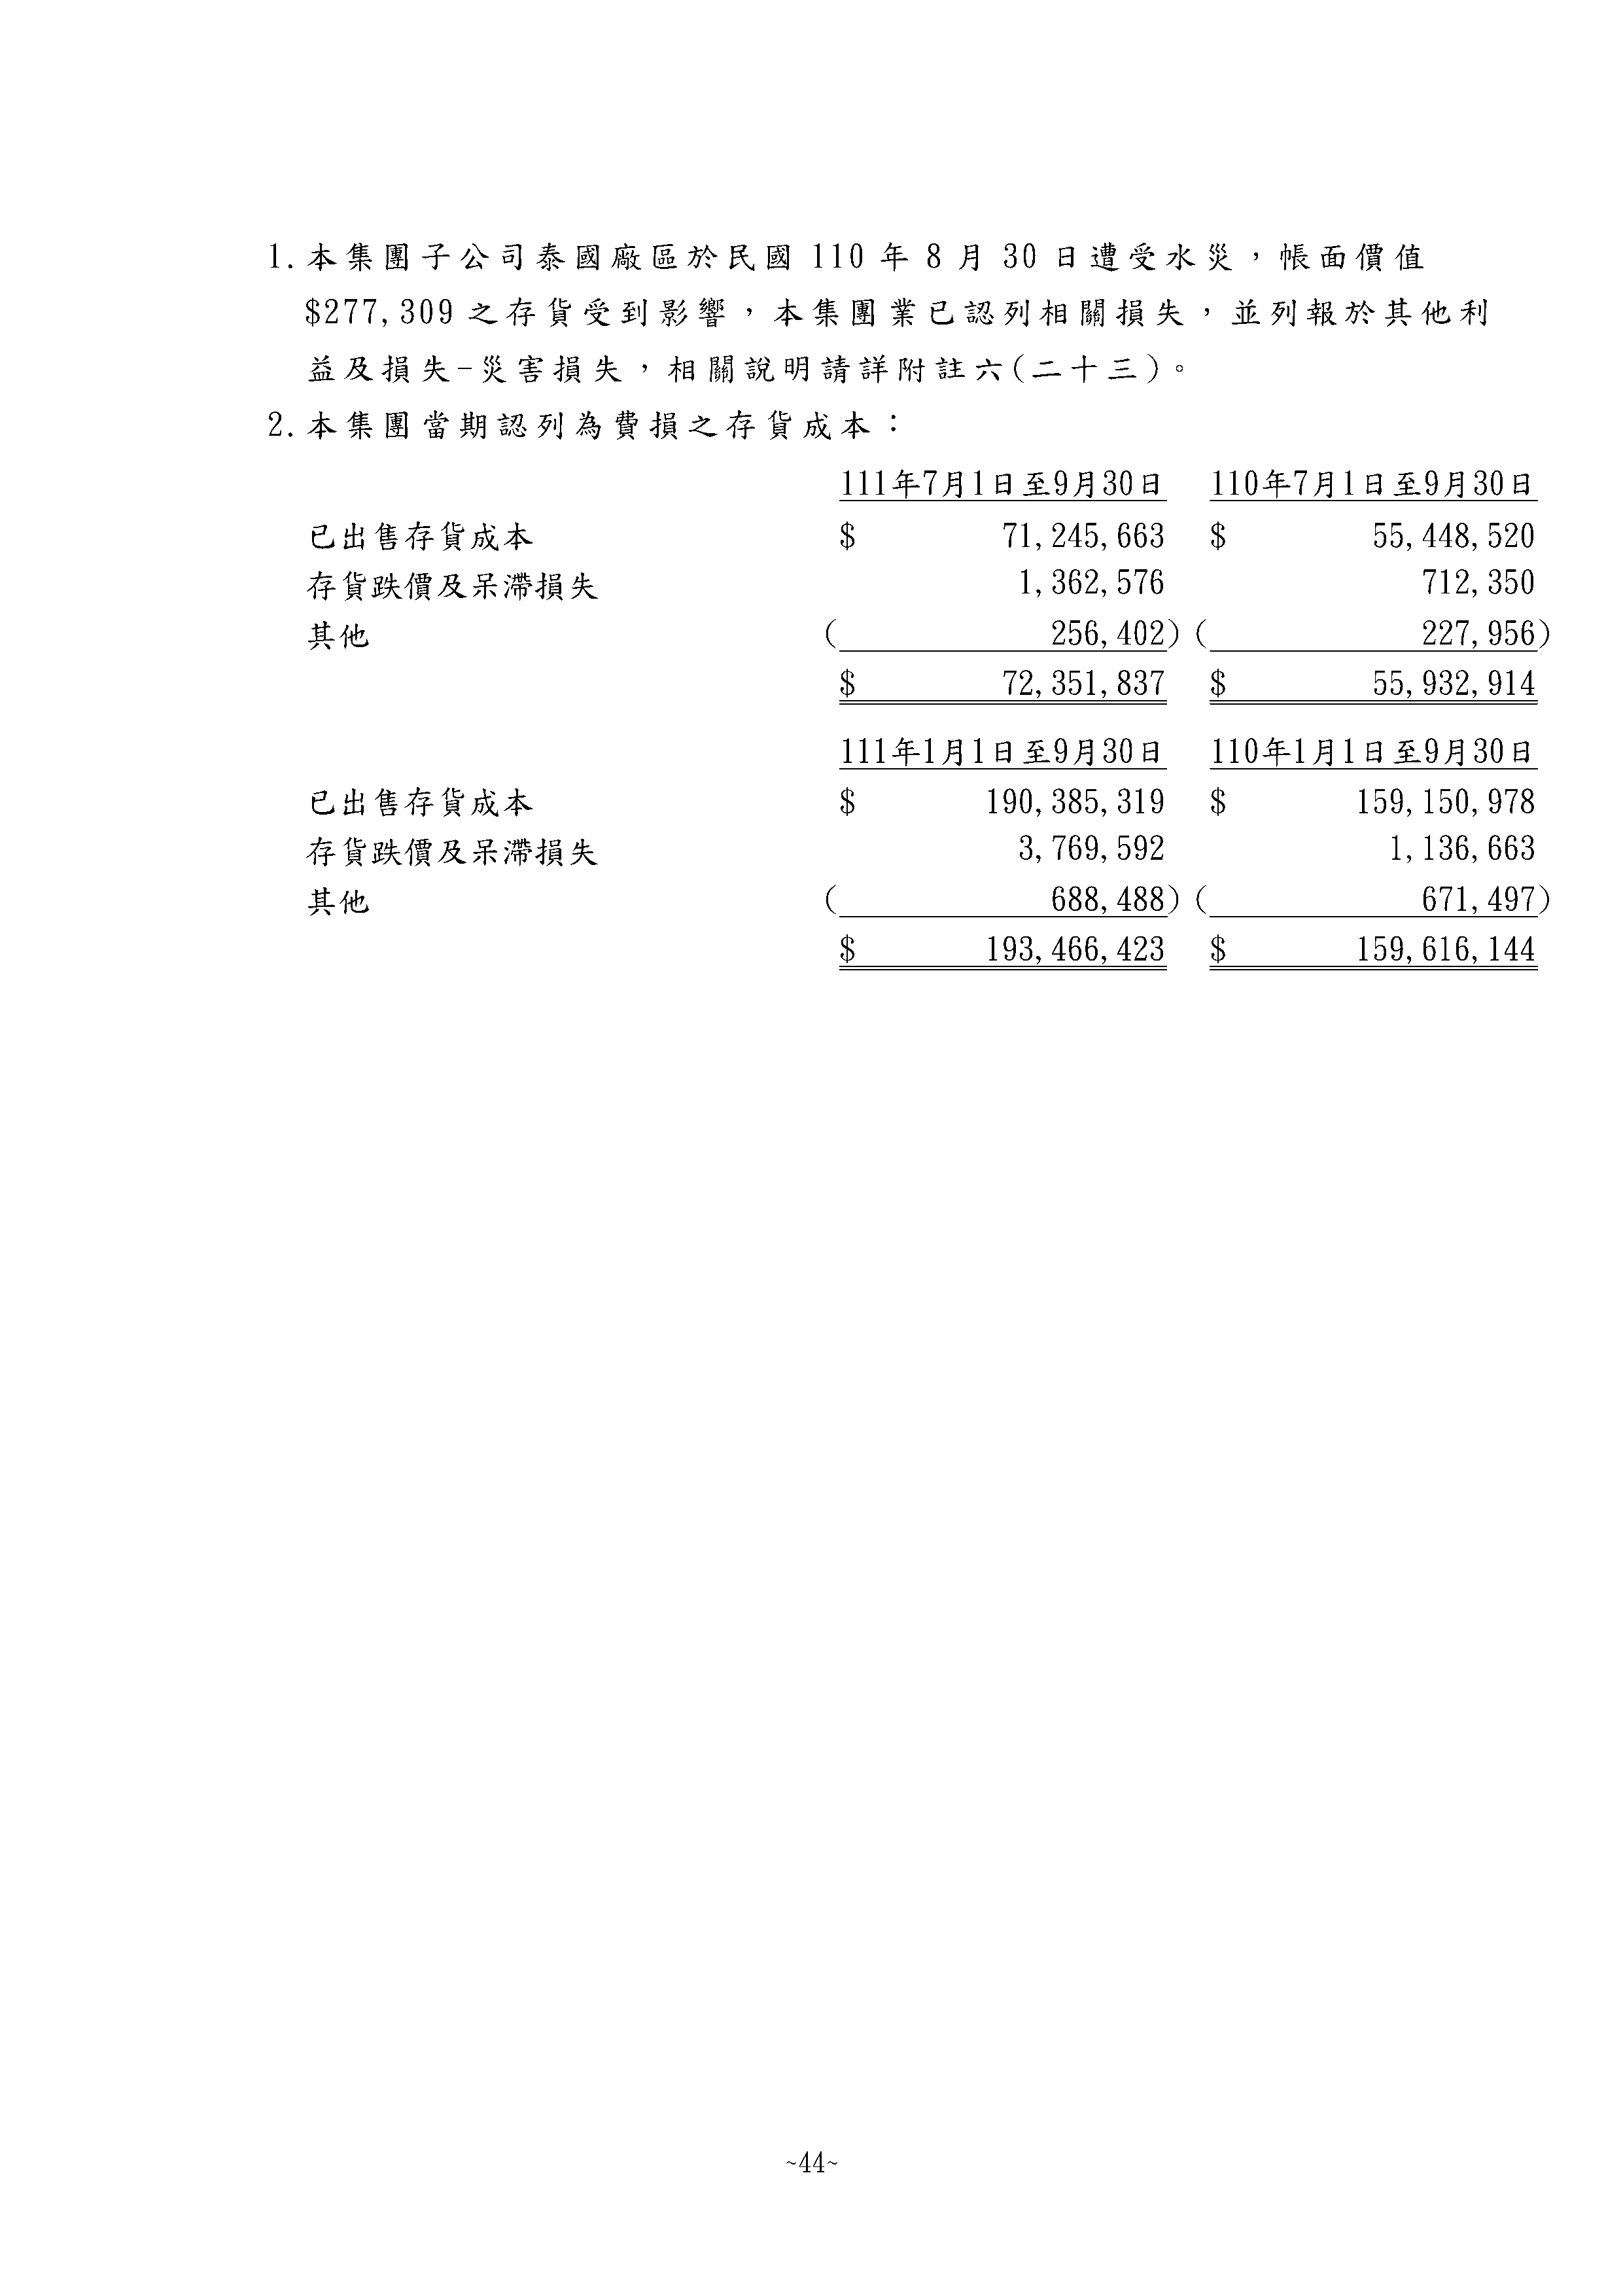 1.本集團子公司泰國廠區於民國 110 年 8 月 30 日遭受水災，帳面價值
$277,309 之存貨受到影響，本集團業已認列相關損失，並列報於其他利
益及損失-災害損失，相關說明請詳附註六(二十三)。
2.本集團當期認列為費損之存貨成本：
111年7月1日至9月30日 110年7月1日至9月30日
已出售存貨成本 $ 71,245,663 $ 55,448,520
存貨跌價及呆滯損失 1,362,576 712,350
其他 ( 256,402) ( 227,956)
$ 72,351,837 $ 55,932,914
111年1月1日至9月30日 110年1月1日至9月30日
已出售存貨成本 $ 190,385,319 $ 159,150,978
存貨跌價及呆滯損失 3,769,592 1,136,663
其他 ( 688,488) ( 671,497)
$ 193,466,423 $ 159,616,144
~44~